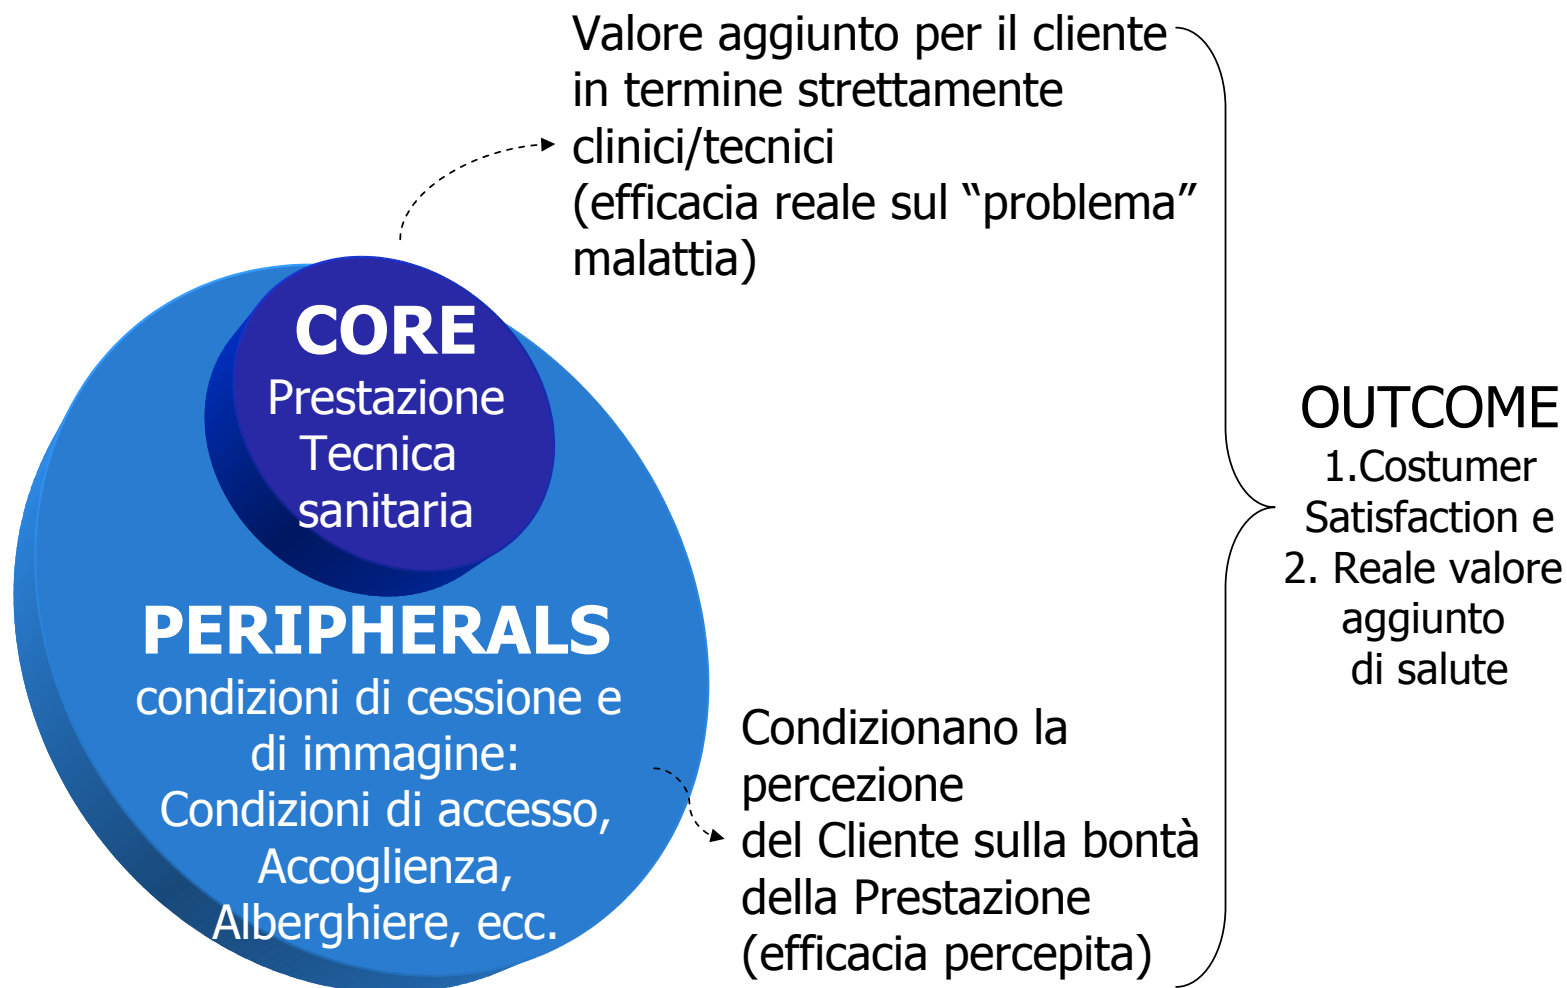 Valore aggiunto per il cliente
in termine strettamente
clinici/tecnici
(efficacia reale sul “problema”
malattia)
CORE
Prestazione
Tecnica
sanitaria
PERIPHERALS
condizioni di cessione e
di immagine:
Condizioni di accesso,
Accoglienza,
Alberghiere, ecc.
Condizionano la
percezione
del Cliente sulla bontà
della Prestazione
(efficacia percepita)
OUTCOME
1.Costumer
Satisfaction e
2. Reale valore
aggiunto
di salute